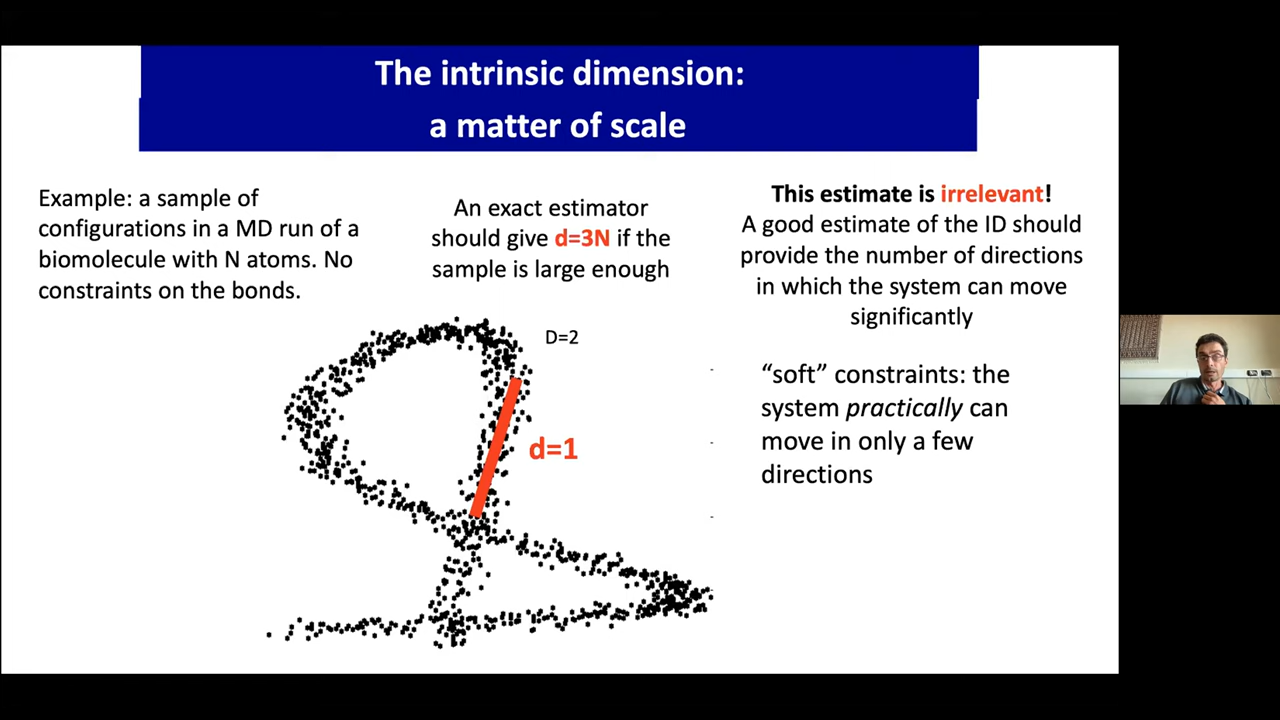 The intrinsic dimension:
a matter of scale
Example: a sample of
configurations in a MD run of a
biomolecule with N atoms. No
constraints on the bonds.
An exact estimator
should give d=3N if the
sample is large enough
This estimate is irrelevant!
A good estimate of the ID should
provide the number of directions
in which the system can move
significantly
D=2
d=1
“soft” constraints: the
system practically can
move in only a few
directions